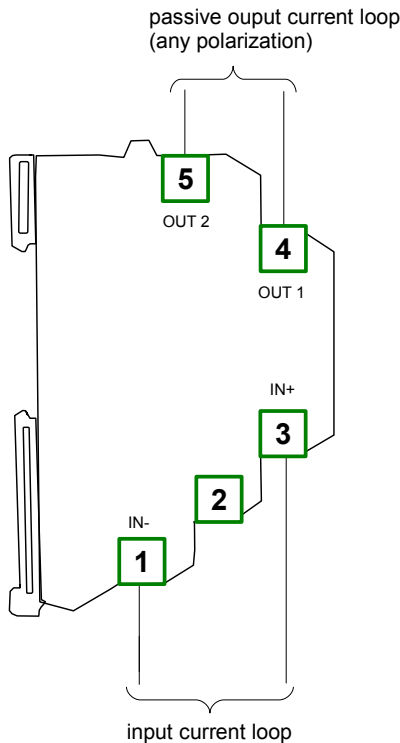 passive ouput current loop
(any polarization)
5
OUT 2
4
OUT 1
IN+
3
2
IN-
1
input current loop